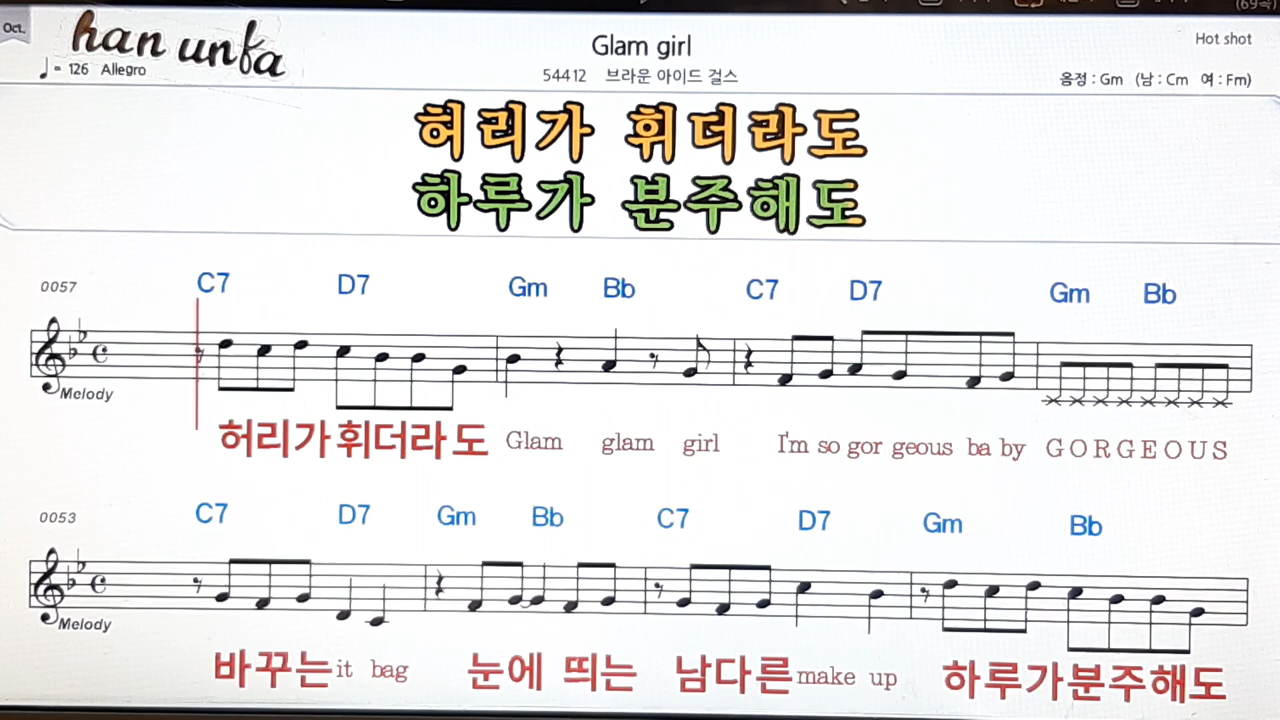 (69곡)
Oct.
han unfa
Glam girl
Hot shot
♩= 126 Allegro
54412 브라운 아이드 걸스
음정 : Gm (남 : Cm 여 : Fm)
허리가 휘더라도
하루가 분주해도
0057
C7 D7 Gm Bb C7 D7 Gm Bb
Melody
허리가휘더라도 Glam glam girl I'm so gor geous ba by GORGEOUS
0053
C7 D7 Gm Bb C7 D7 Gm Bb
Melody
바꾸는it bag 눈에 띄는 남다른make up 하루가분주해도